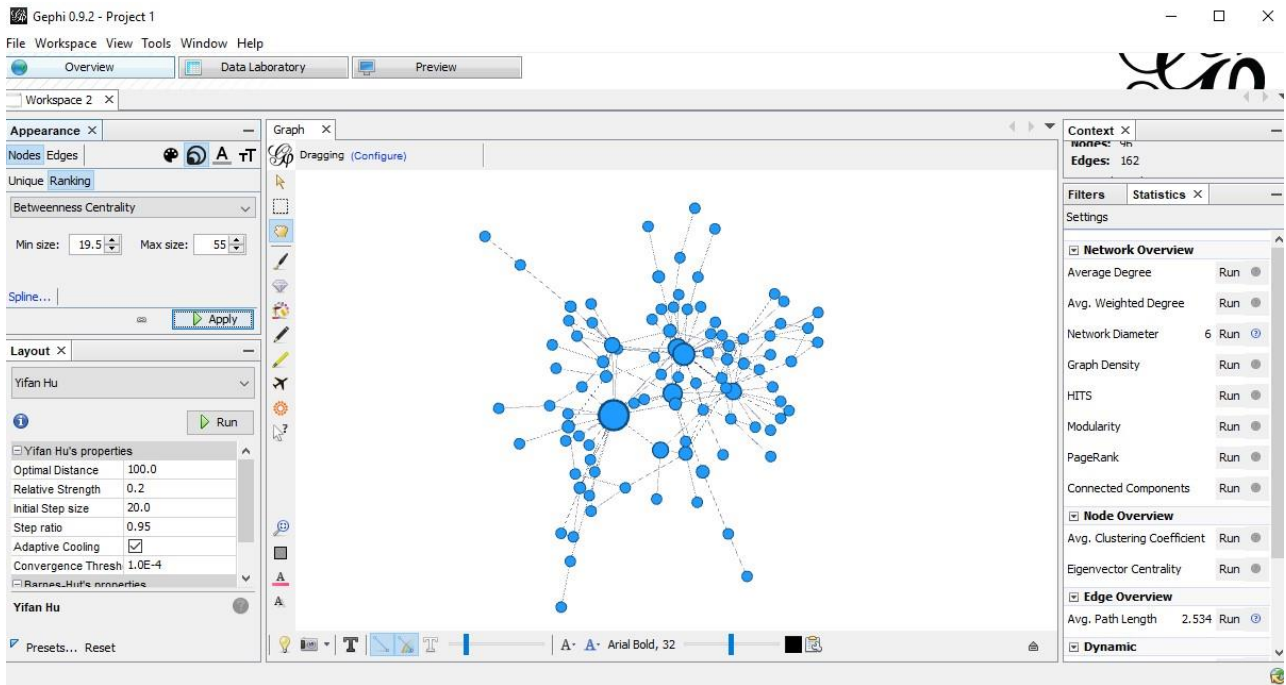 Gephi 0.9.2 - Project 1
File Workspace View Tools Window Help
Overview Data Laboratory Preview
Workspace 2
Appearance
Nodes Edges
Unique Ranking
Betweenness Centrality
Min size: 19.5 Max size: 55
Spline...
Apply
Layout
Yifan Hu
Run
Yifan Hu's properties
Optimal Distance 100.0
Relative Strength 0.2
Initial Step size 20.0
Step ratio 0.95
Adaptive Cooling
Convergence Thresh 1.0E-4
Barnes-Hut's properties
Yifan Hu
Presets... Reset
Graph
Dragging (Configure)
Arial Bold, 32
Context
Nodes: 96
Edges: 162
Filters Statistics
Settings
Network Overview
Average Degree Run
Avg. Weighted Degree Run
Network Diameter 6 Run
Graph Density Run
HITS Run
Modularity Run
PageRank Run
Connected Components Run
Node Overview
Avg. Clustering Coefficient Run
Eigenvector Centrality Run
Edge Overview
Avg. Path Length 2.534 Run
Dynamic